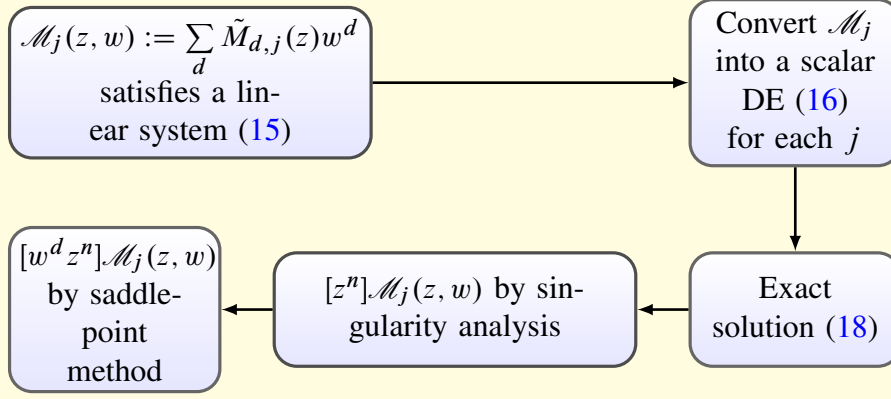 ℳ_j(z, w) := ∑_d M̃_{d,j}(z)w^d
satisfies a lin-
ear system (15)
Convert ℳ_j
into a scalar
DE (16)
for each j
[w^d z^n]ℳ_j(z, w)
by saddle-
point
method
[z^n]ℳ_j(z, w) by sin-
gularity analysis
Exact
solution (18)